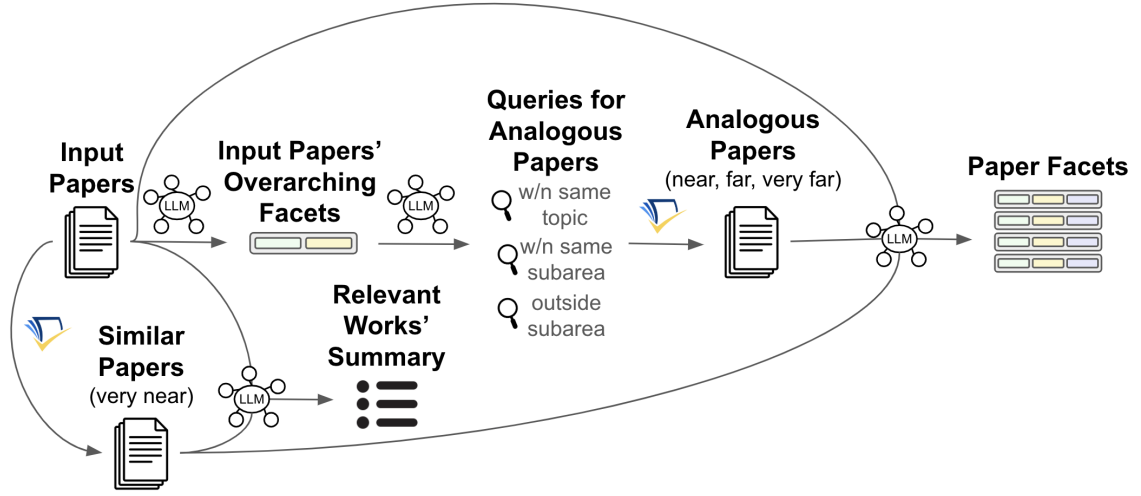 Input
Papers
LLM
Input Papers’
Overarching
Facets
LLM
Queries for
Analogous
Papers
w/n same
topic
w/n same
subarea
outside
subarea
Analogous
Papers
(near, far, very far)
LLM
Paper Facets
Similar
Papers
(very near)
LLM
Relevant
Works’
Summary